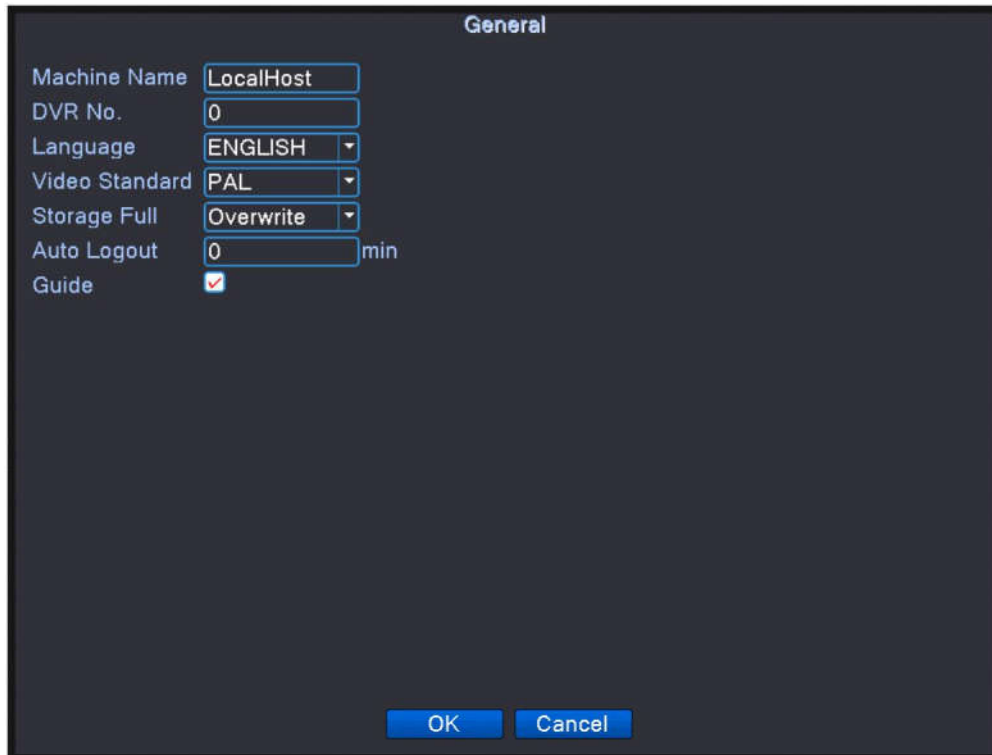 General
Machine Name LocalHost
DVR No. 0
Language ENGLISH
Video Standard PAL
Storage Full Overwrite
Auto Logout 0 min
Guide
OK Cancel